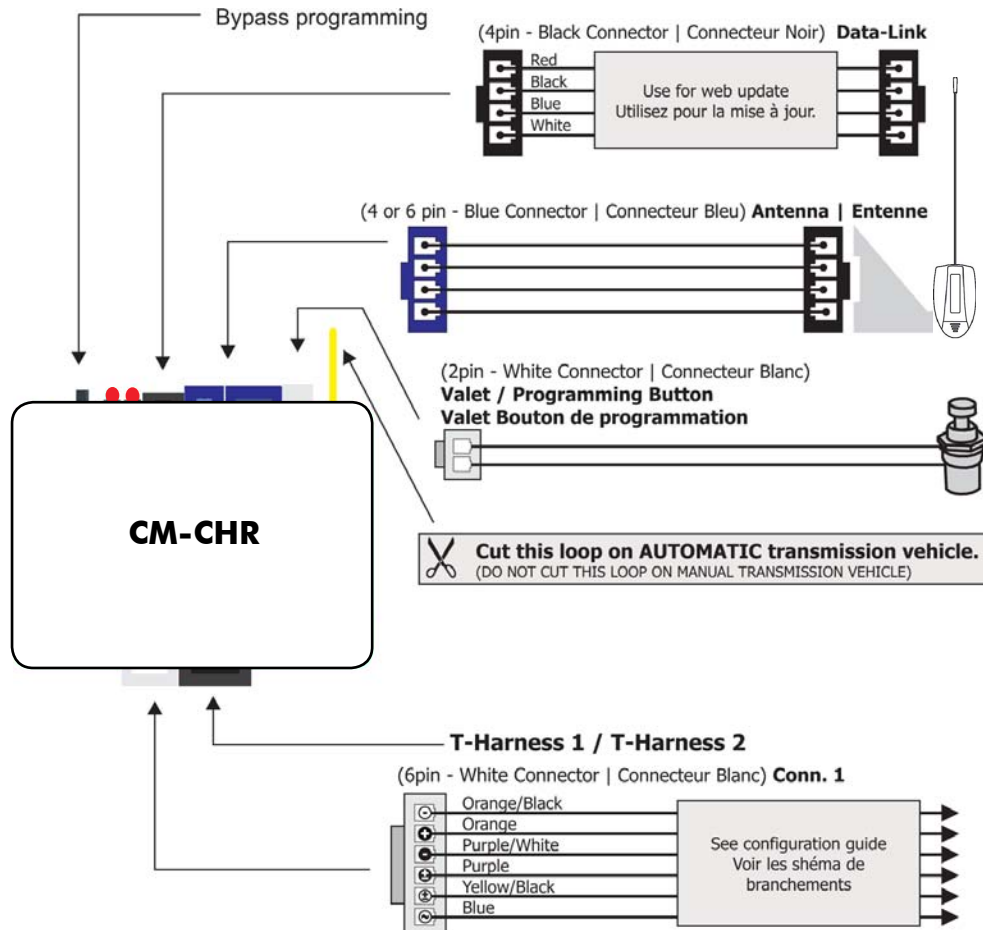 Bypass programming
(4pin - Black Connector | Connecteur Noir) Data-Link
Red
Black
Blue
White
Use for web update
Utilisez pour la mise à jour.
(4 or 6 pin - Blue Connector | Connecteur Bleu) Antenna | Entenne
(2pin - White Connector | Connecteur Blanc)
Valet / Programming Button
Valet Bouton de programmation
CM-CHR
Cut this loop on AUTOMATIC transmission vehicle.
(DO NOT CUT THIS LOOP ON MANUAL TRANSMISSION VEHICLE)
T-Harness 1 / T-Harness 2
(6pin - White Connector | Connecteur Blanc) Conn. 1
Orange/Black
Orange
Purple/White
Purple
Yellow/Black
Blue
See configuration guide
Voir les shéma de
branchements